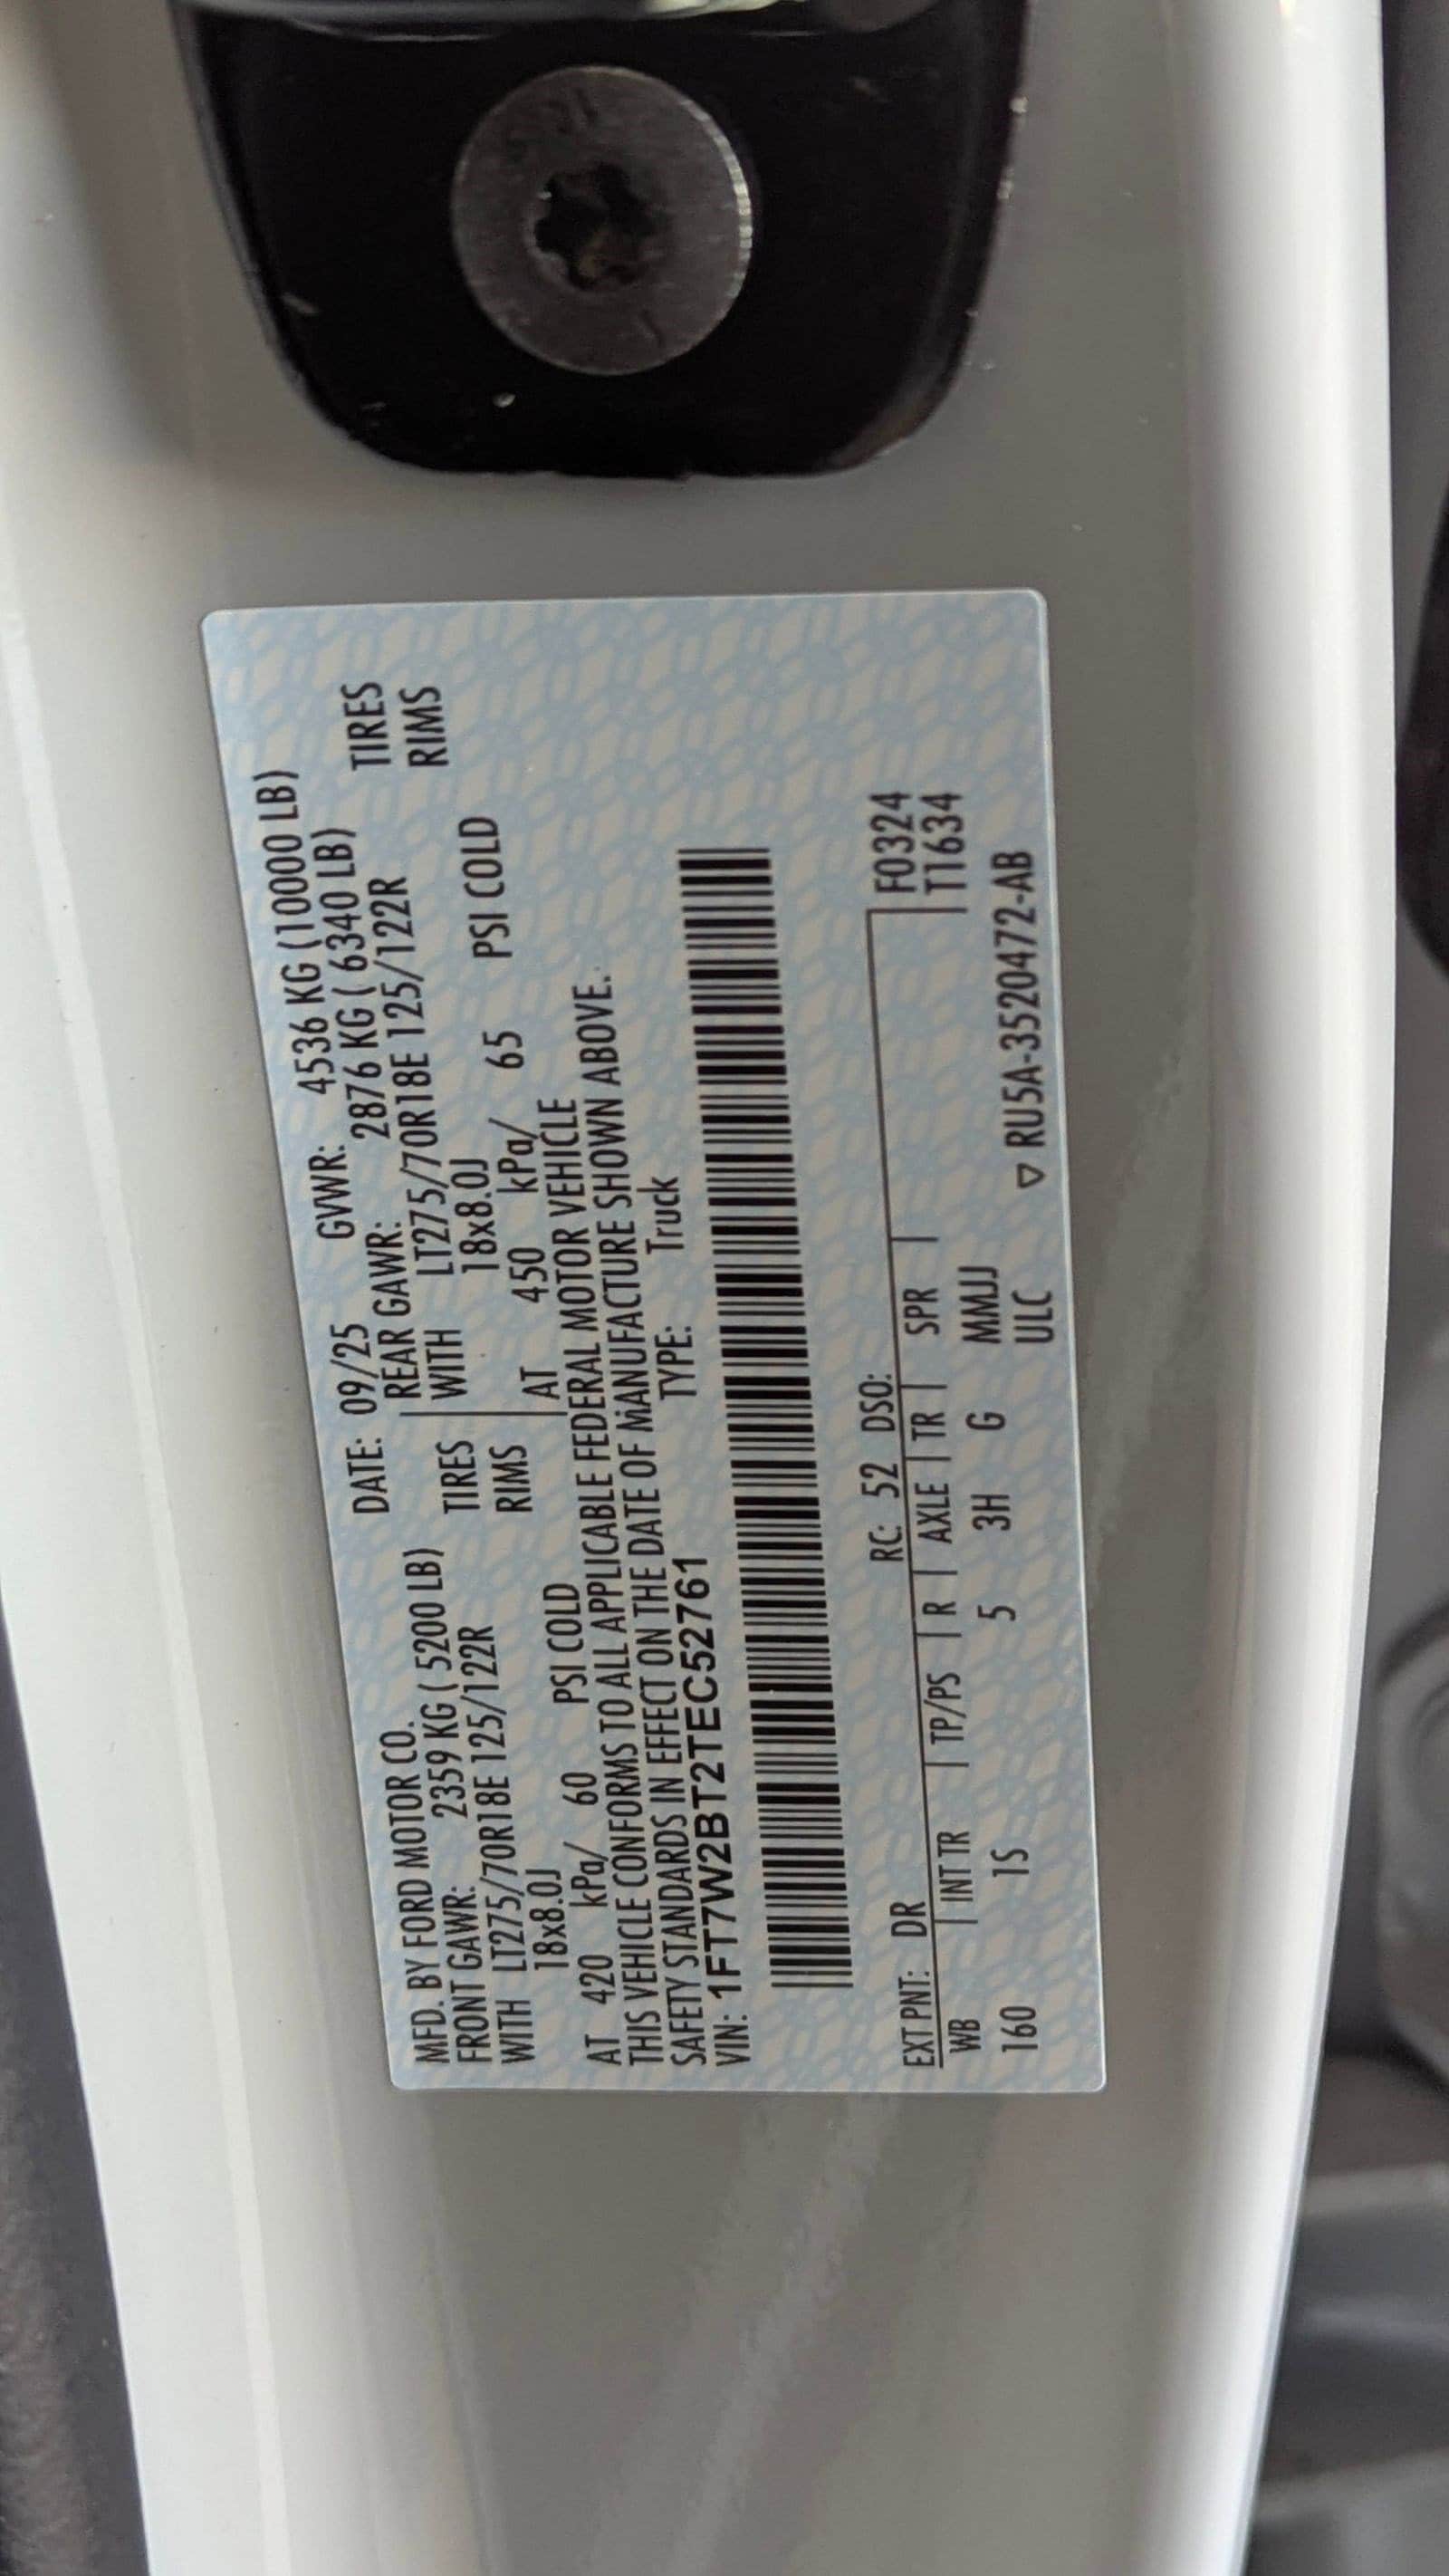 MFD. BY FORD MOTOR CO. DATE: 09/25 GVWR: 4536 KG (10000 LB)
FRONT GAWR: 2359 KG ( 5200 LB) REAR GAWR: 2876 KG ( 6340 LB)
WITH LT275/70R18E 125/122R TIRES WITH LT275/70R18E 125/122R TIRES
18x8.0J RIMS 18x8.0J RIMS
AT 420 kPa/ 60 PSI COLD AT 450 kPa/ 65 PSI COLD
THIS VEHICLE CONFORMS TO ALL APPLICABLE FEDERAL MOTOR VEHICLE
SAFETY STANDARDS IN EFFECT ON THE DATE OF MANUFACTURE SHOWN ABOVE.
VIN: 1FT7W2BT2TEC52761 TYPE: Truck
EXT PNT: DR RC: 52 DSO: F0324
WB | INT TR | TP/PS | R | AXLE | TR | SPR | T1634
160 1S 5 3H G MMJJ
ULC ▽ RU5A-3520472-AB